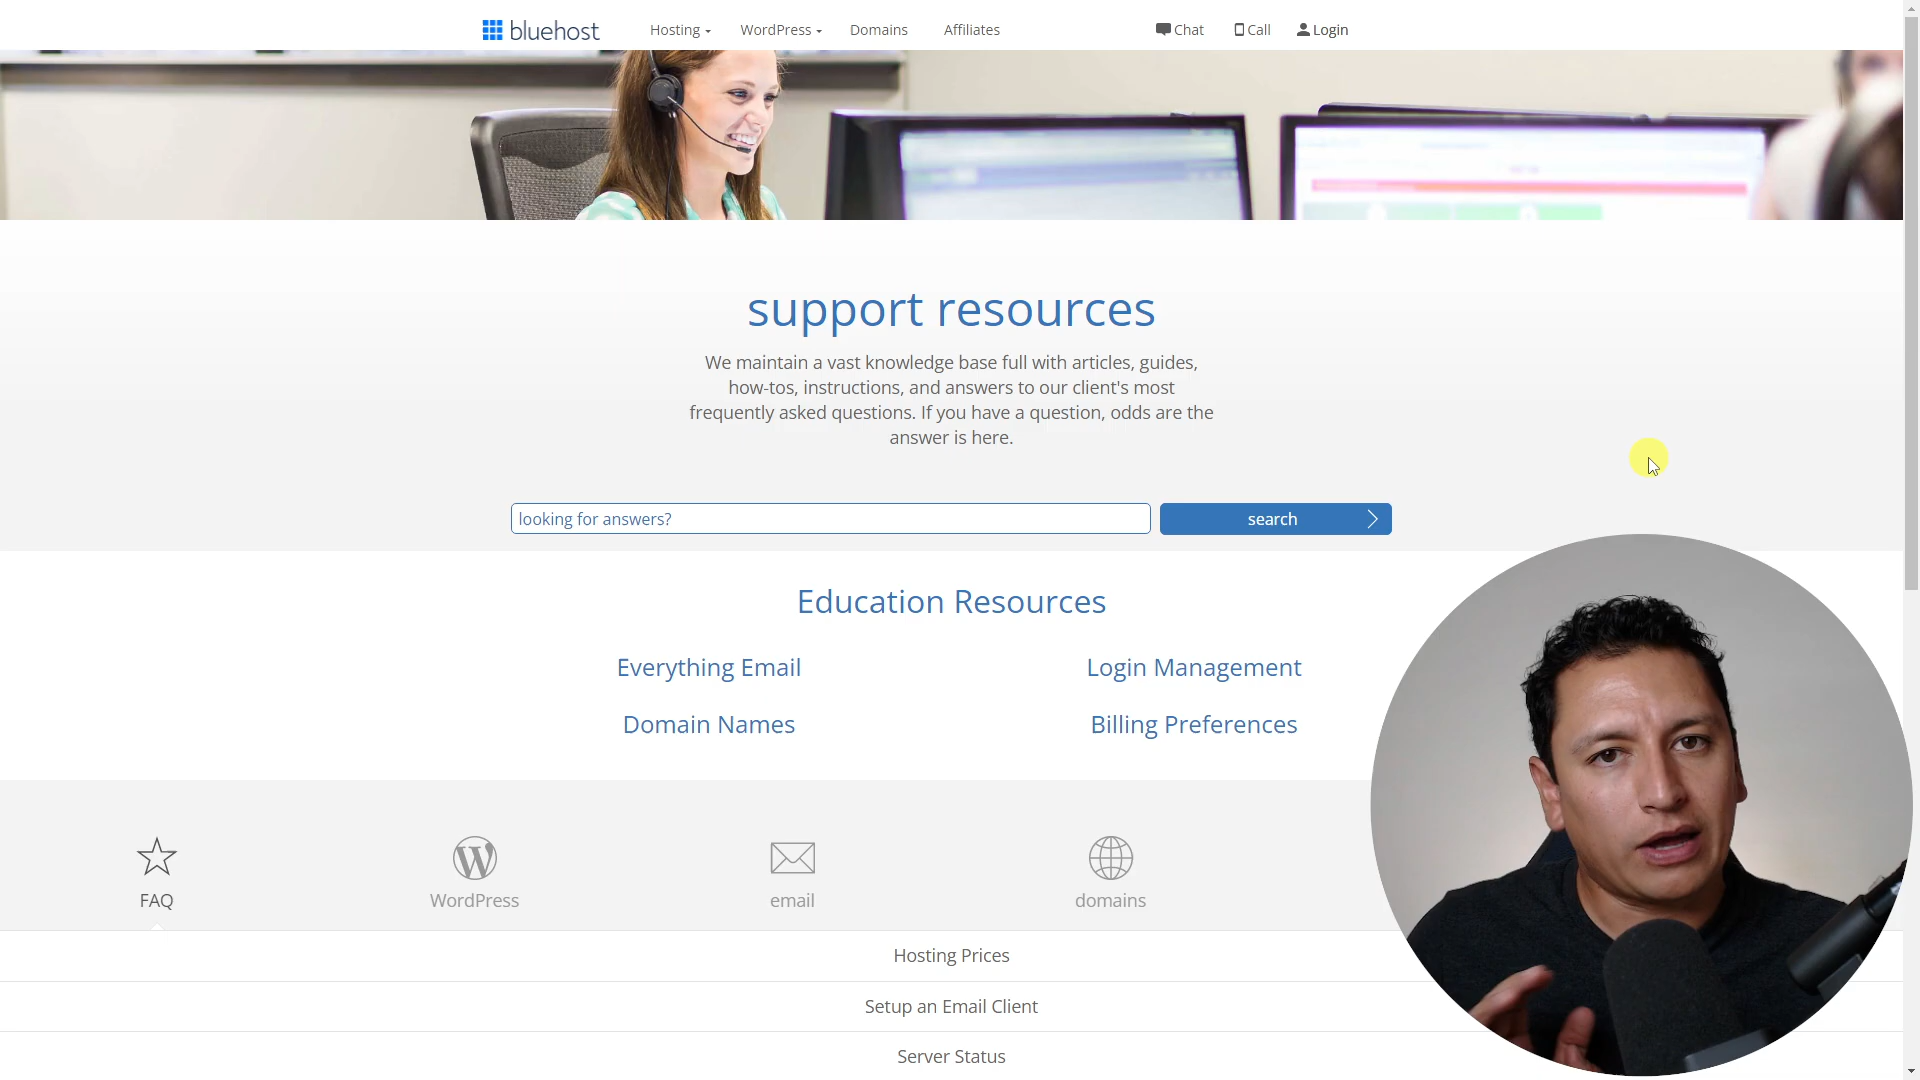 bluehost
Hosting
WordPress
Domains
Affiliates
Chat
Call
Login
support resources
We maintain a vast knowledge base full with articles, guides,
how-tos, instructions, and answers to our client's most
frequently asked questions. If you have a question, odds are the
answer is here.
looking for answers?
search
Education Resources
Everything Email
Login Management
Domain Names
Billing Preferences
FAQ
WordPress
email
domains
Hosting Prices
Setup an Email Client
Server Status